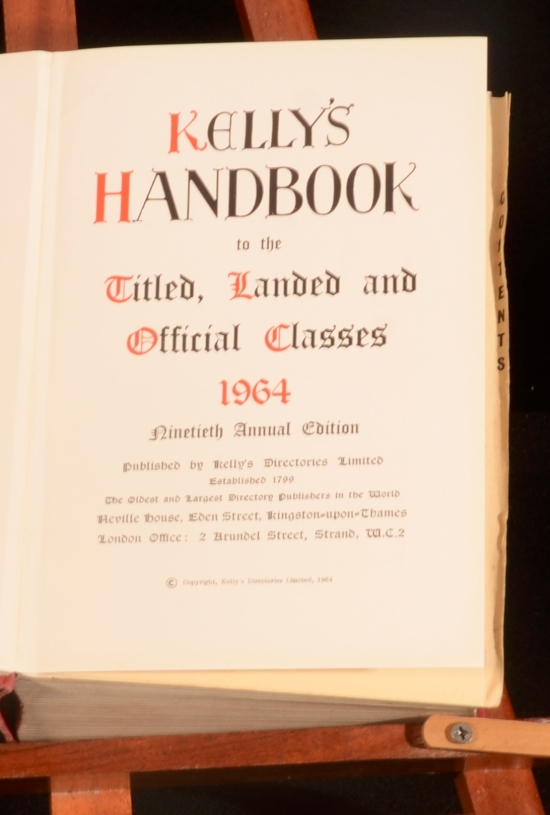 KELLY'S
HANDBOOK
to the
Titled, Landed and
Official Classes
1964
Ninetieth Annual Edition
Published by Kelly's Directories Limited
Established 1799
The Oldest and Largest Directory Publishers in the World
Neville House, Eden Street, Kingston-upon-Thames
London Office: 2 Arundel Street, Strand, W.C.2
© Copyright, Kelly's Directories Limited, 1964
CONTENTS